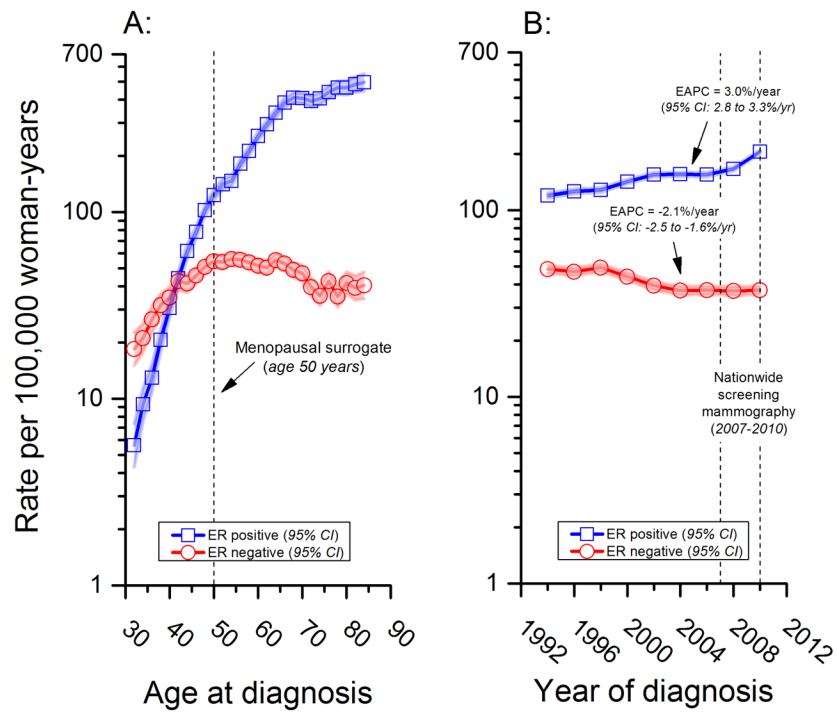 A:
B:
Rate per 100,000 woman-years
700
100
10
1
Menopausal surrogate
(age 50 years)
ER positive (95% CI)
ER negative (95% CI)
30
40
50
60
70
80
90
Age at diagnosis
700
100
10
1
EAPC = 3.0%/year
(95% CI: 2.8 to 3.3%/yr)
EAPC = -2.1%/year
(95% CI: -2.5 to -1.6%/yr)
Nationwide
screening
mammography
(2007-2010)
ER positive (95% CI)
ER negative (95% CI)
1992
1996
2000
2004
2008
2012
Year of diagnosis